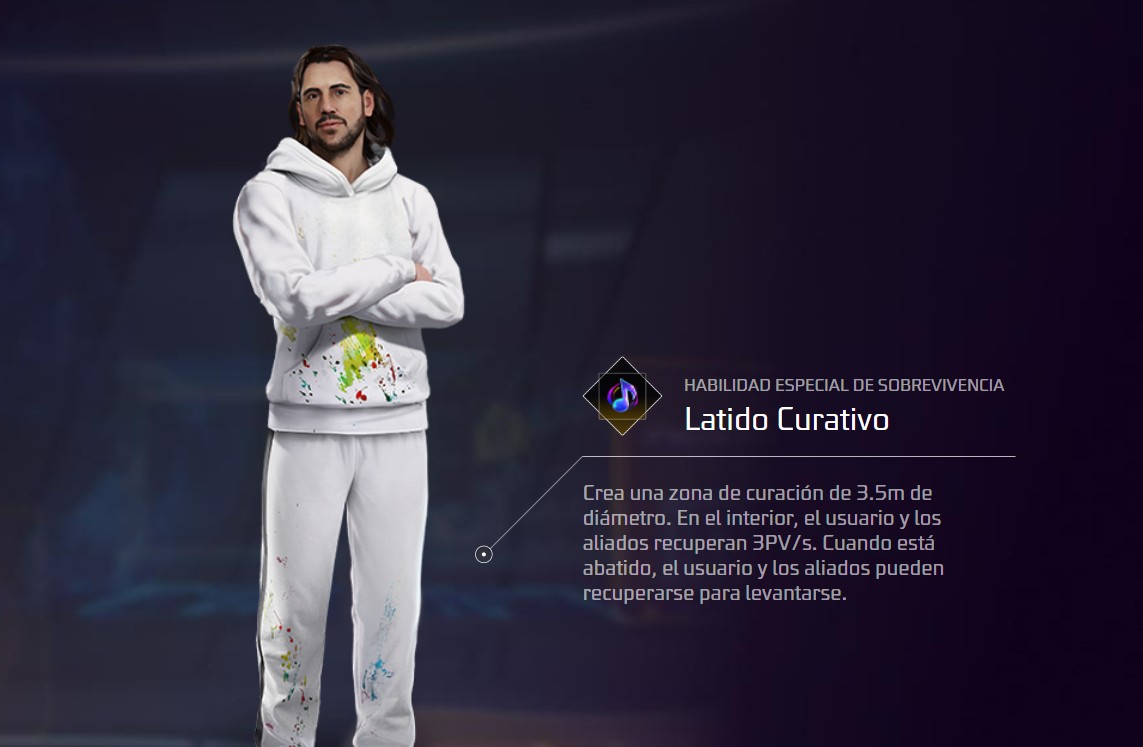 HABILIDAD ESPECIAL DE SOBREVIVENCIA
Latido Curativo
Crea una zona de curación de 3.5m de
diámetro. En el interior, el usuario y los
aliados recuperan 3PV/s. Cuando está
abatido, el usuario y los aliados pueden
recuperarse para levantarse.